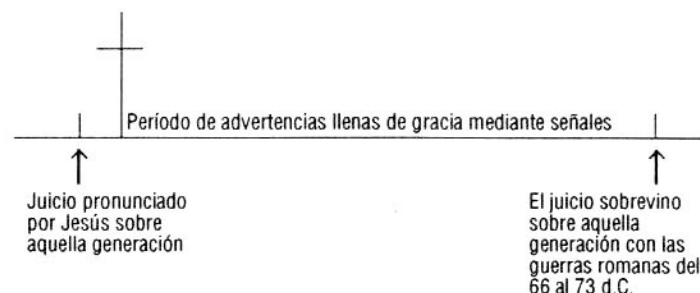 Período de advertencias llenas de gracia mediante señales
Juicio pronunciado
por Jesús sobre
aquella generación
El juicio sobrevino
sobre aquella
generación con las
guerras romanas del
66 al 73 d.C.